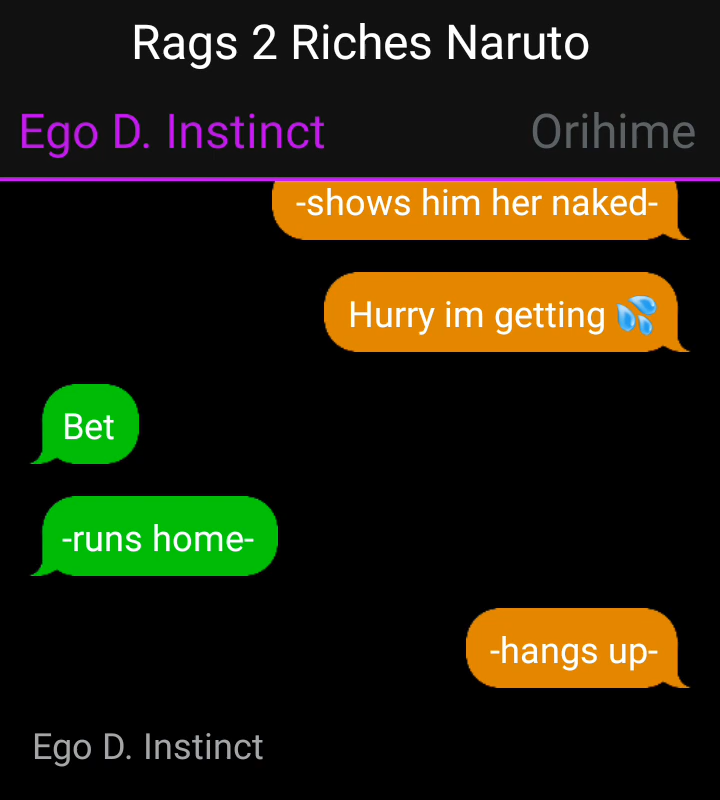 Rags 2 Riches Naruto
Ego D. Instinct
Orihime
-shows him her naked-
Hurry im getting 💦
Bet
-runs home-
-hangs up-
Ego D. Instinct